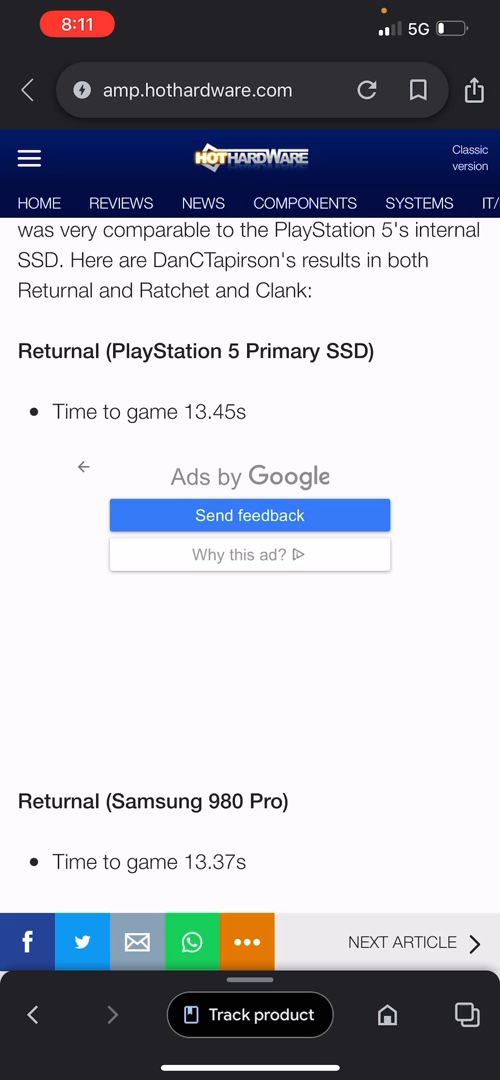 8:11
5G
amp.hothardware.com
HOTHARDWARE
Classic
version
HOME REVIEWS NEWS COMPONENTS SYSTEMS IT/
was very comparable to the PlayStation 5's internal
SSD. Here are DanCTapirson's results in both
Returnal and Ratchet and Clank:
Returnal (PlayStation 5 Primary SSD)
• Time to game 13.45s
Ads by Google
Send feedback
Why this ad?
Returnal (Samsung 980 Pro)
• Time to game 13.37s
NEXT ARTICLE
Track product